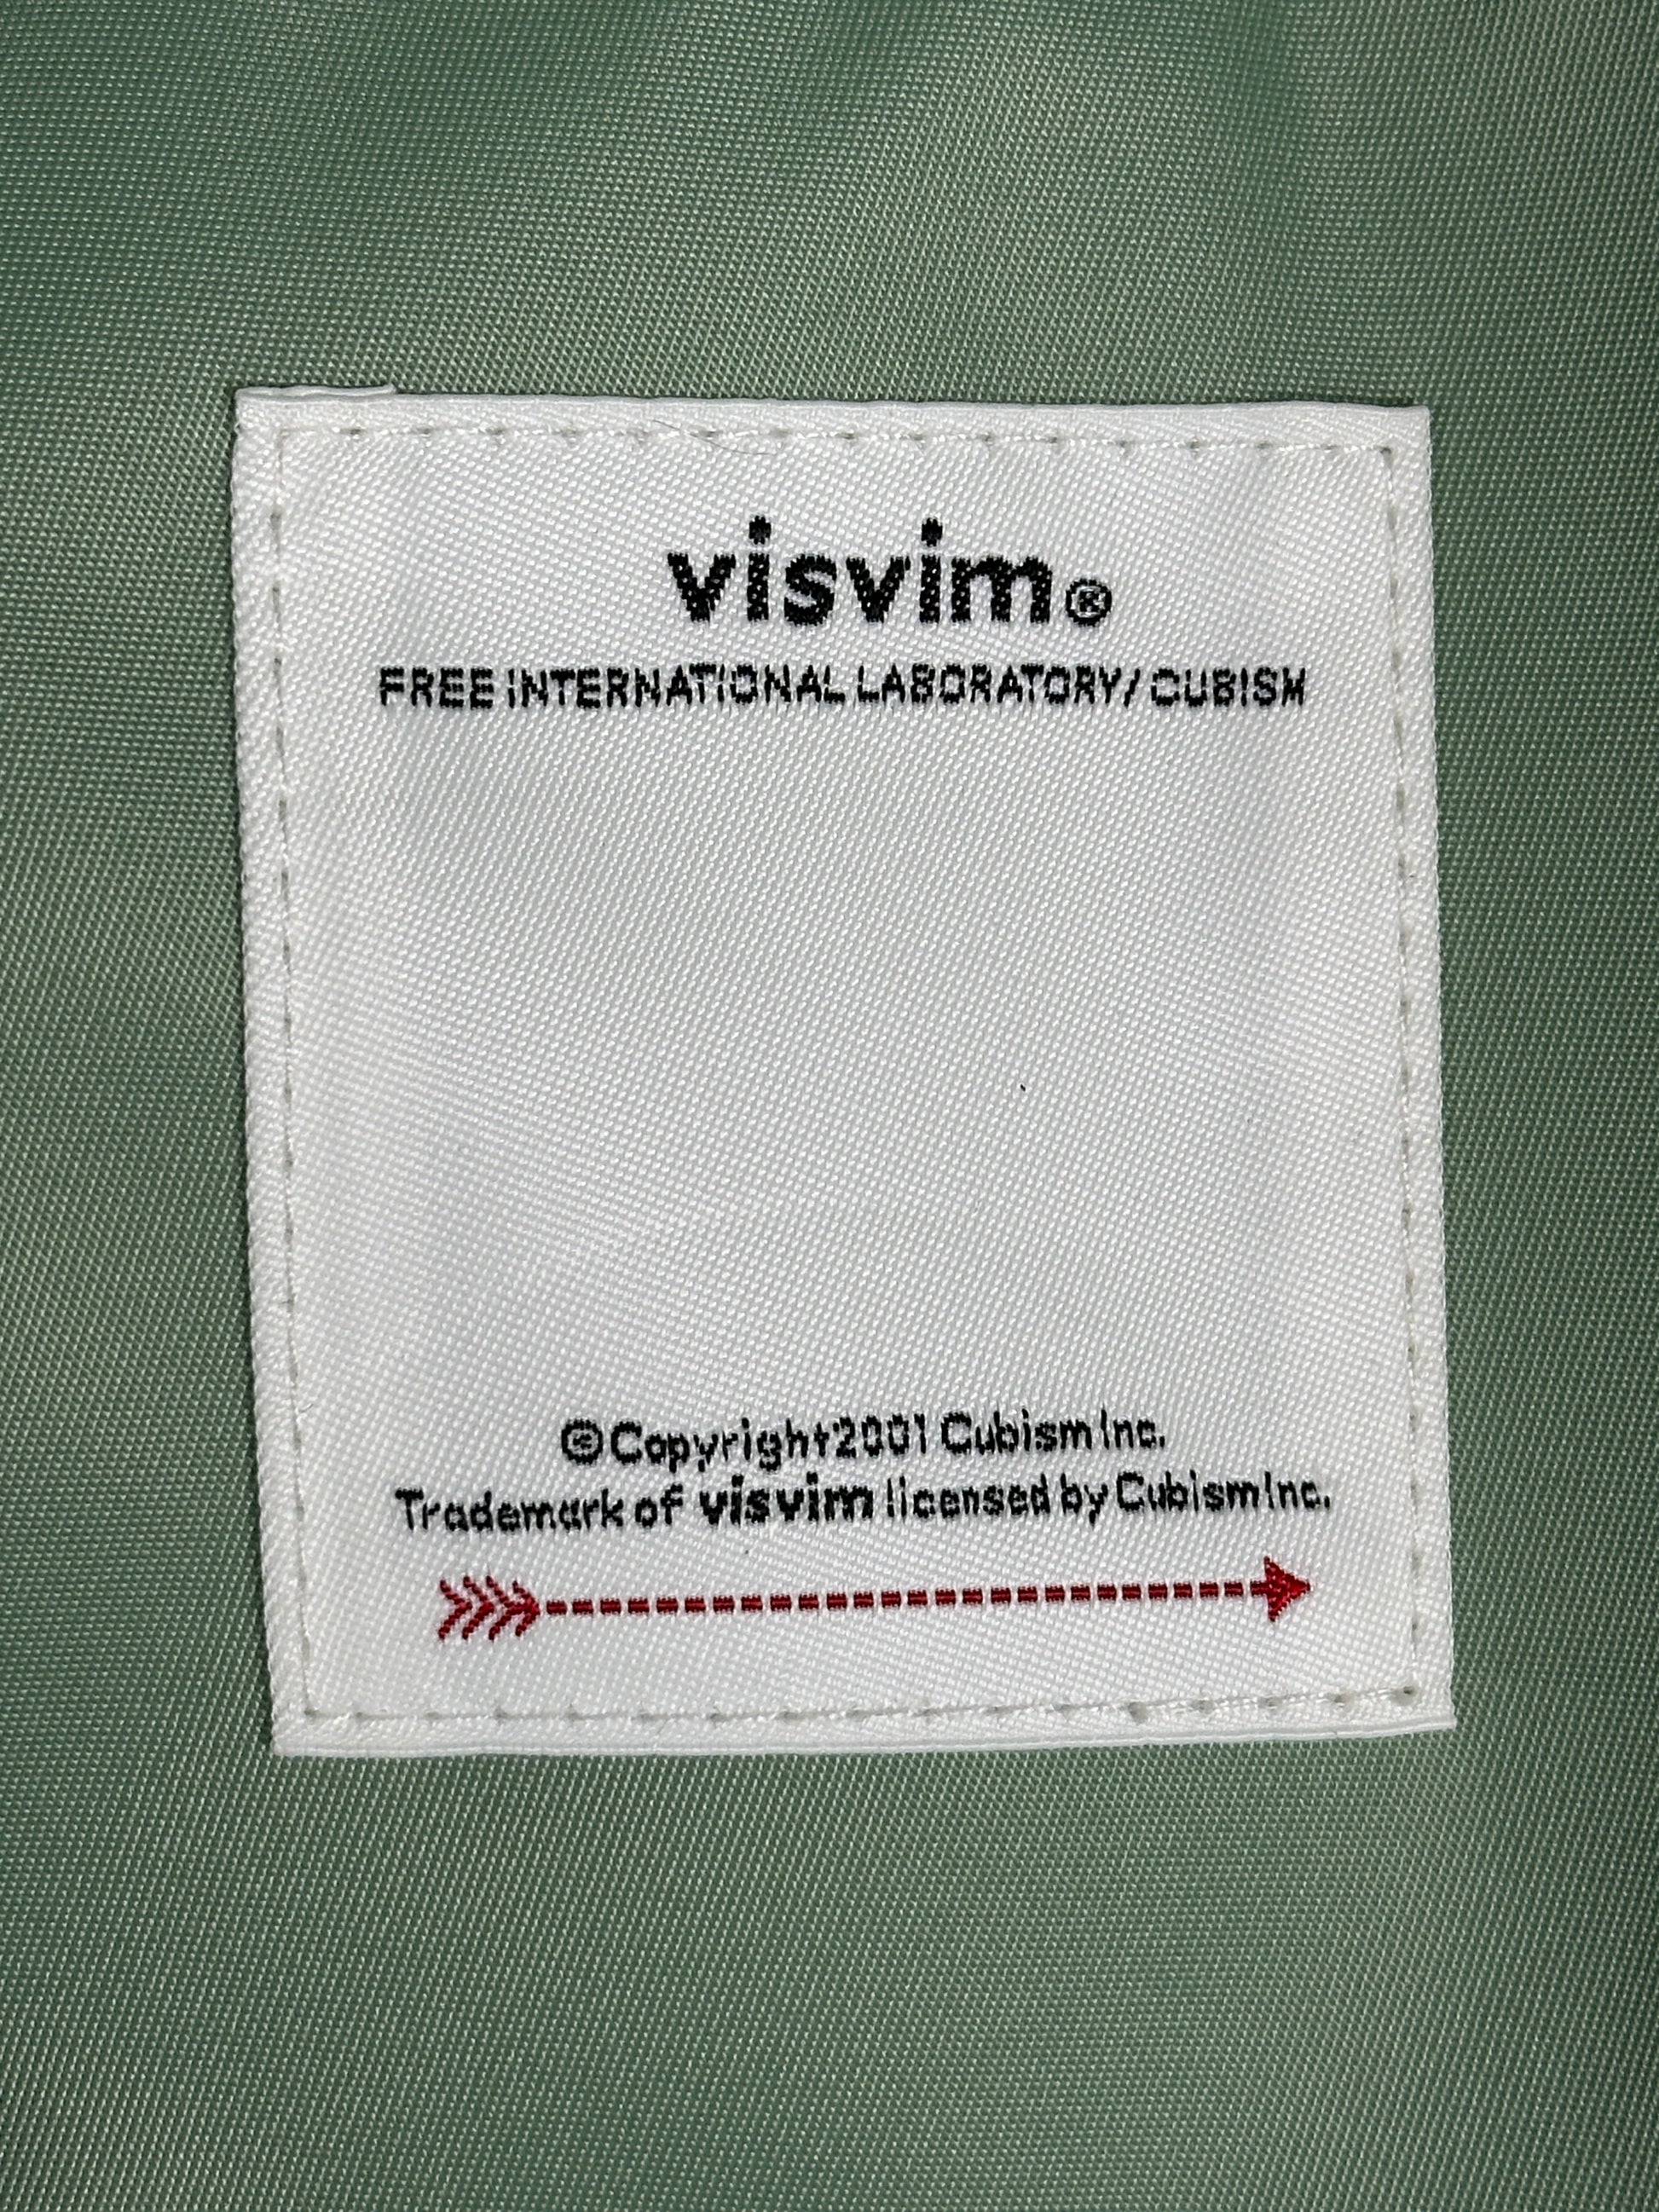 visvim®
FREE INTERNATIONAL LABORATORY/CUBISM
©Copyright2001 Cubism Inc.
Trademark of visvim licensed by Cubism Inc.